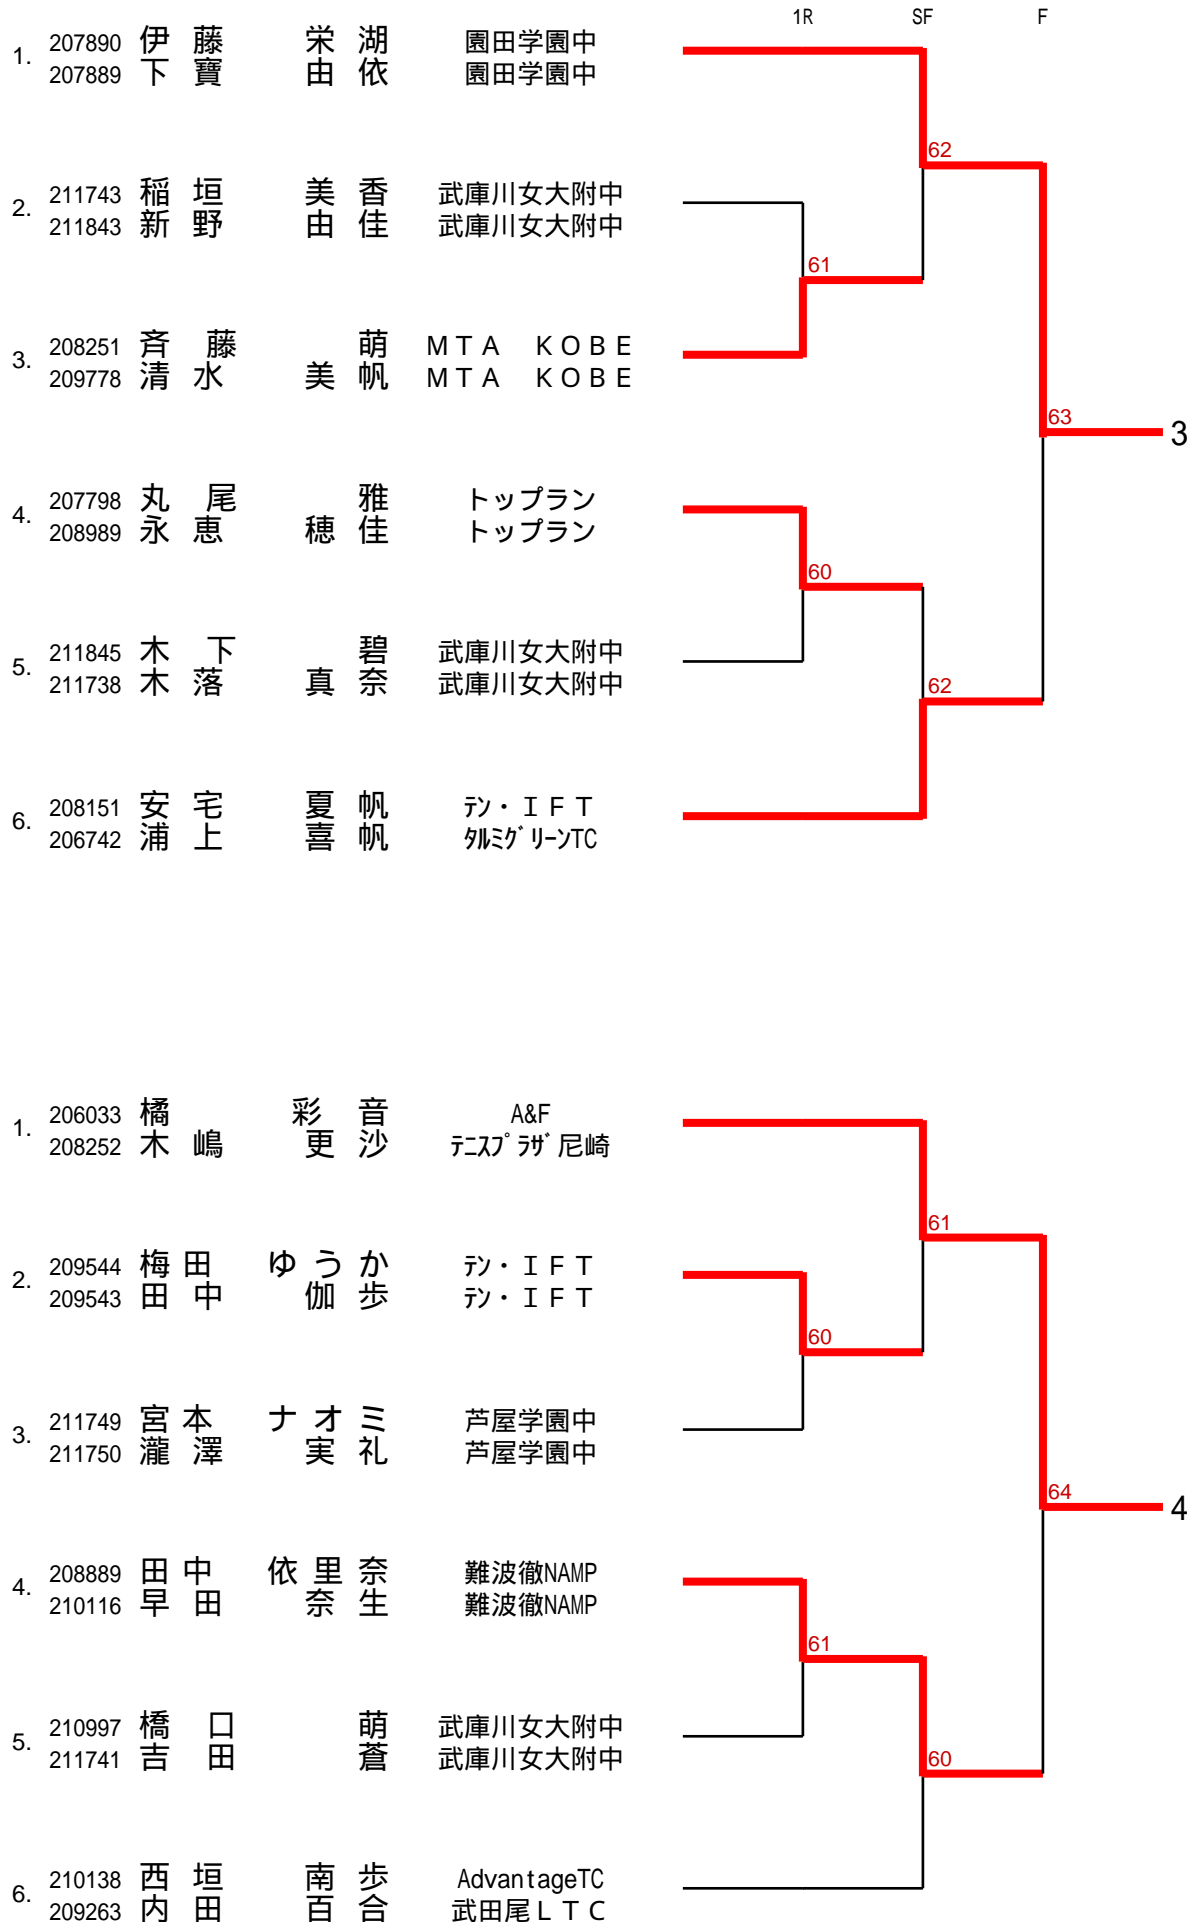 1R SF F
1. 207890 伊藤 栄湖 園田学園中
207889 下寶 由依 園田学園中
62
2. 211743 稲垣 美香 武庫川女大附中
211843 新野 由佳 武庫川女大附中
61
3. 208251 斉藤 萌 ＭＴＡ　ＫＯＢＥ
209778 清水 美帆 ＭＴＡ　ＫＯＢＥ
63 3
4. 207798 丸尾 雅 トップラン
208989 永恵 穂佳 トップラン
60
5. 211845 木下 碧 武庫川女大附中
211738 木落 真奈 武庫川女大附中
62
6. 208151 安宅 夏帆 ﾃﾝ・ＩＦＴ
206742 浦上 喜帆 ﾀﾙﾐｸﾞﾘｰﾝTC
1. 206033 橘 彩音 A&F
208252 木嶋 更沙 ﾃﾆｽﾌﾟﾗｻﾞ尼崎
61
2. 209544 梅田 ゆうか ﾃﾝ・ＩＦＴ
209543 田中 伽歩 ﾃﾝ・ＩＦＴ
60
3. 211749 宮本 ナオミ 芦屋学園中
211750 瀧澤 実礼 芦屋学園中
64 4
4. 208889 田中 依里奈 難波徹NAMP
210116 早田 奈生 難波徹NAMP
61
5. 210997 橋口 萌 武庫川女大附中
211741 吉田 蒼 武庫川女大附中
60
6. 210138 西垣 南歩 AdvantageTC
209263 内田 百合 武田尾ＬＴＣ